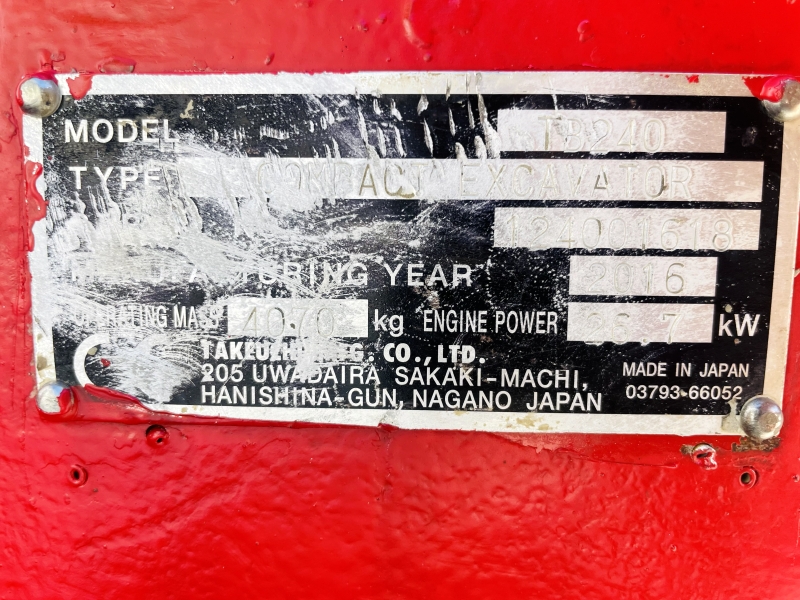 MODEL TB240
TYPE COMPACT EXCAVATOR
124001618
MANUFACTURING YEAR 2016
OPERATING MASS 4070 kg ENGINE POWER kW
TAKEUCHI MFG. CO., LTD.
205 UWADAIRA SAKAKI-MACHI,
HANISHINA-GUN, NAGANO JAPAN
MADE IN JAPAN
03793-66052